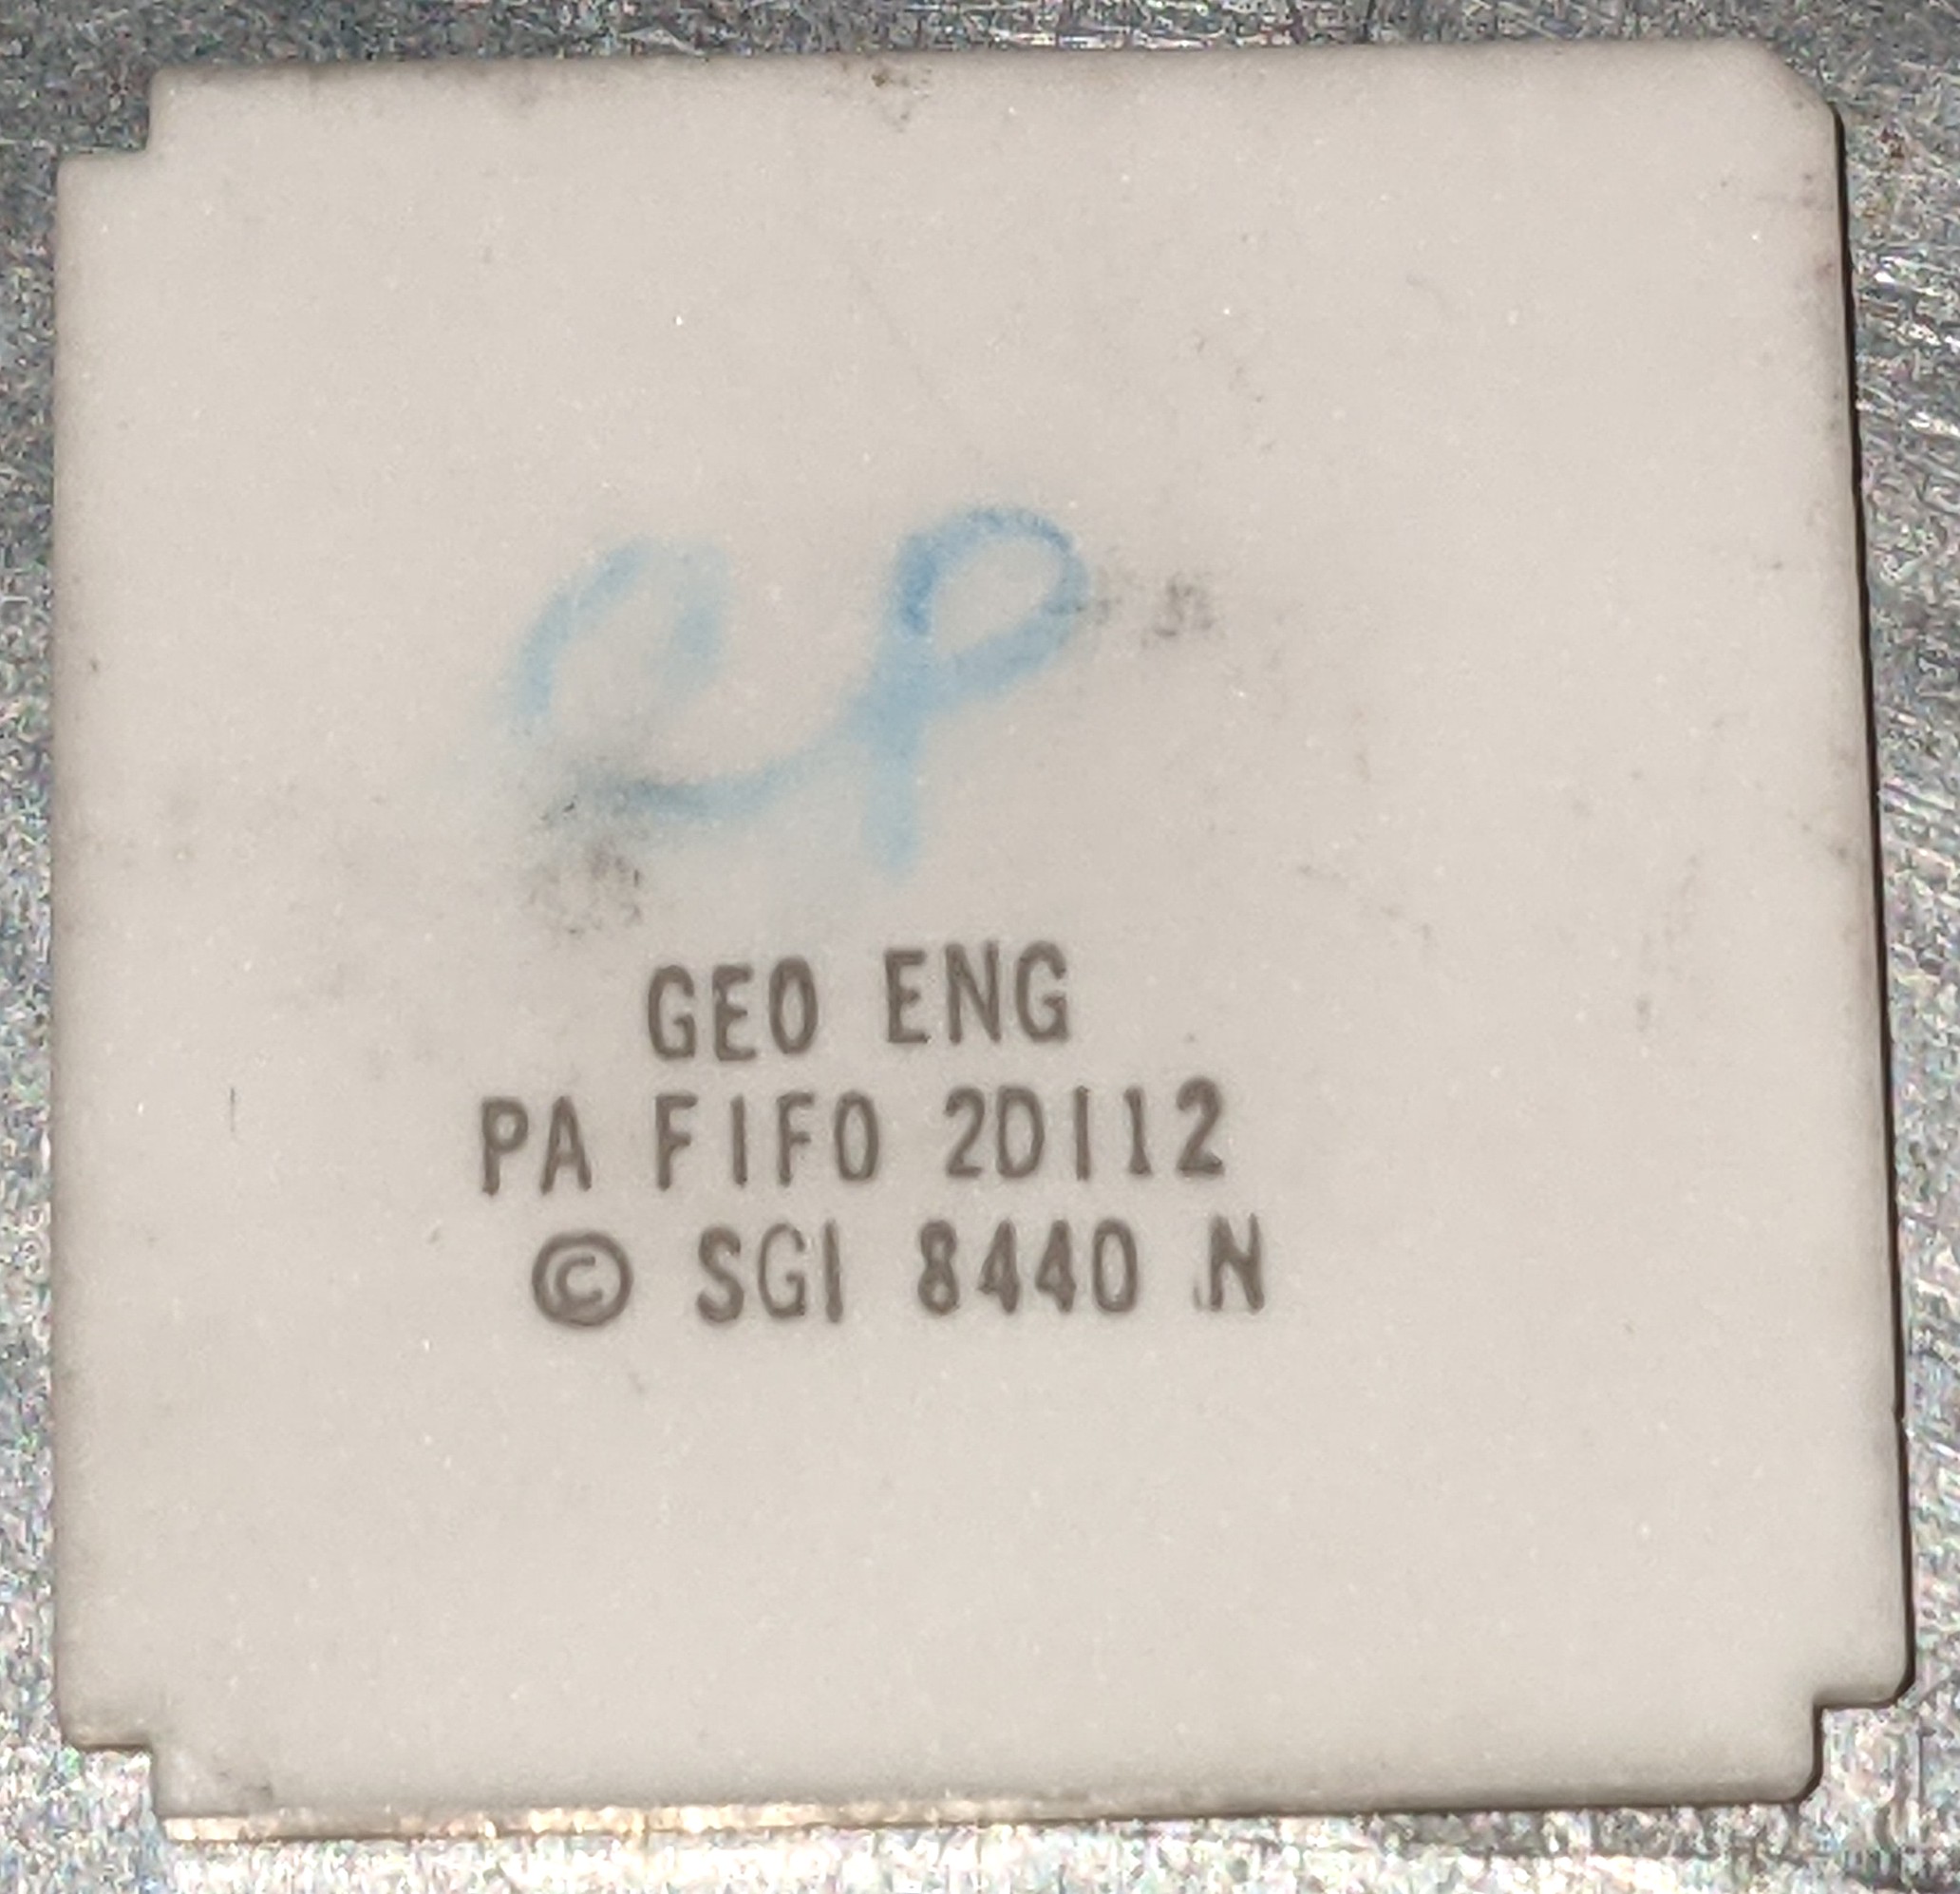 GEO ENG
PA FIFO 2D112
© SGI 8440 N